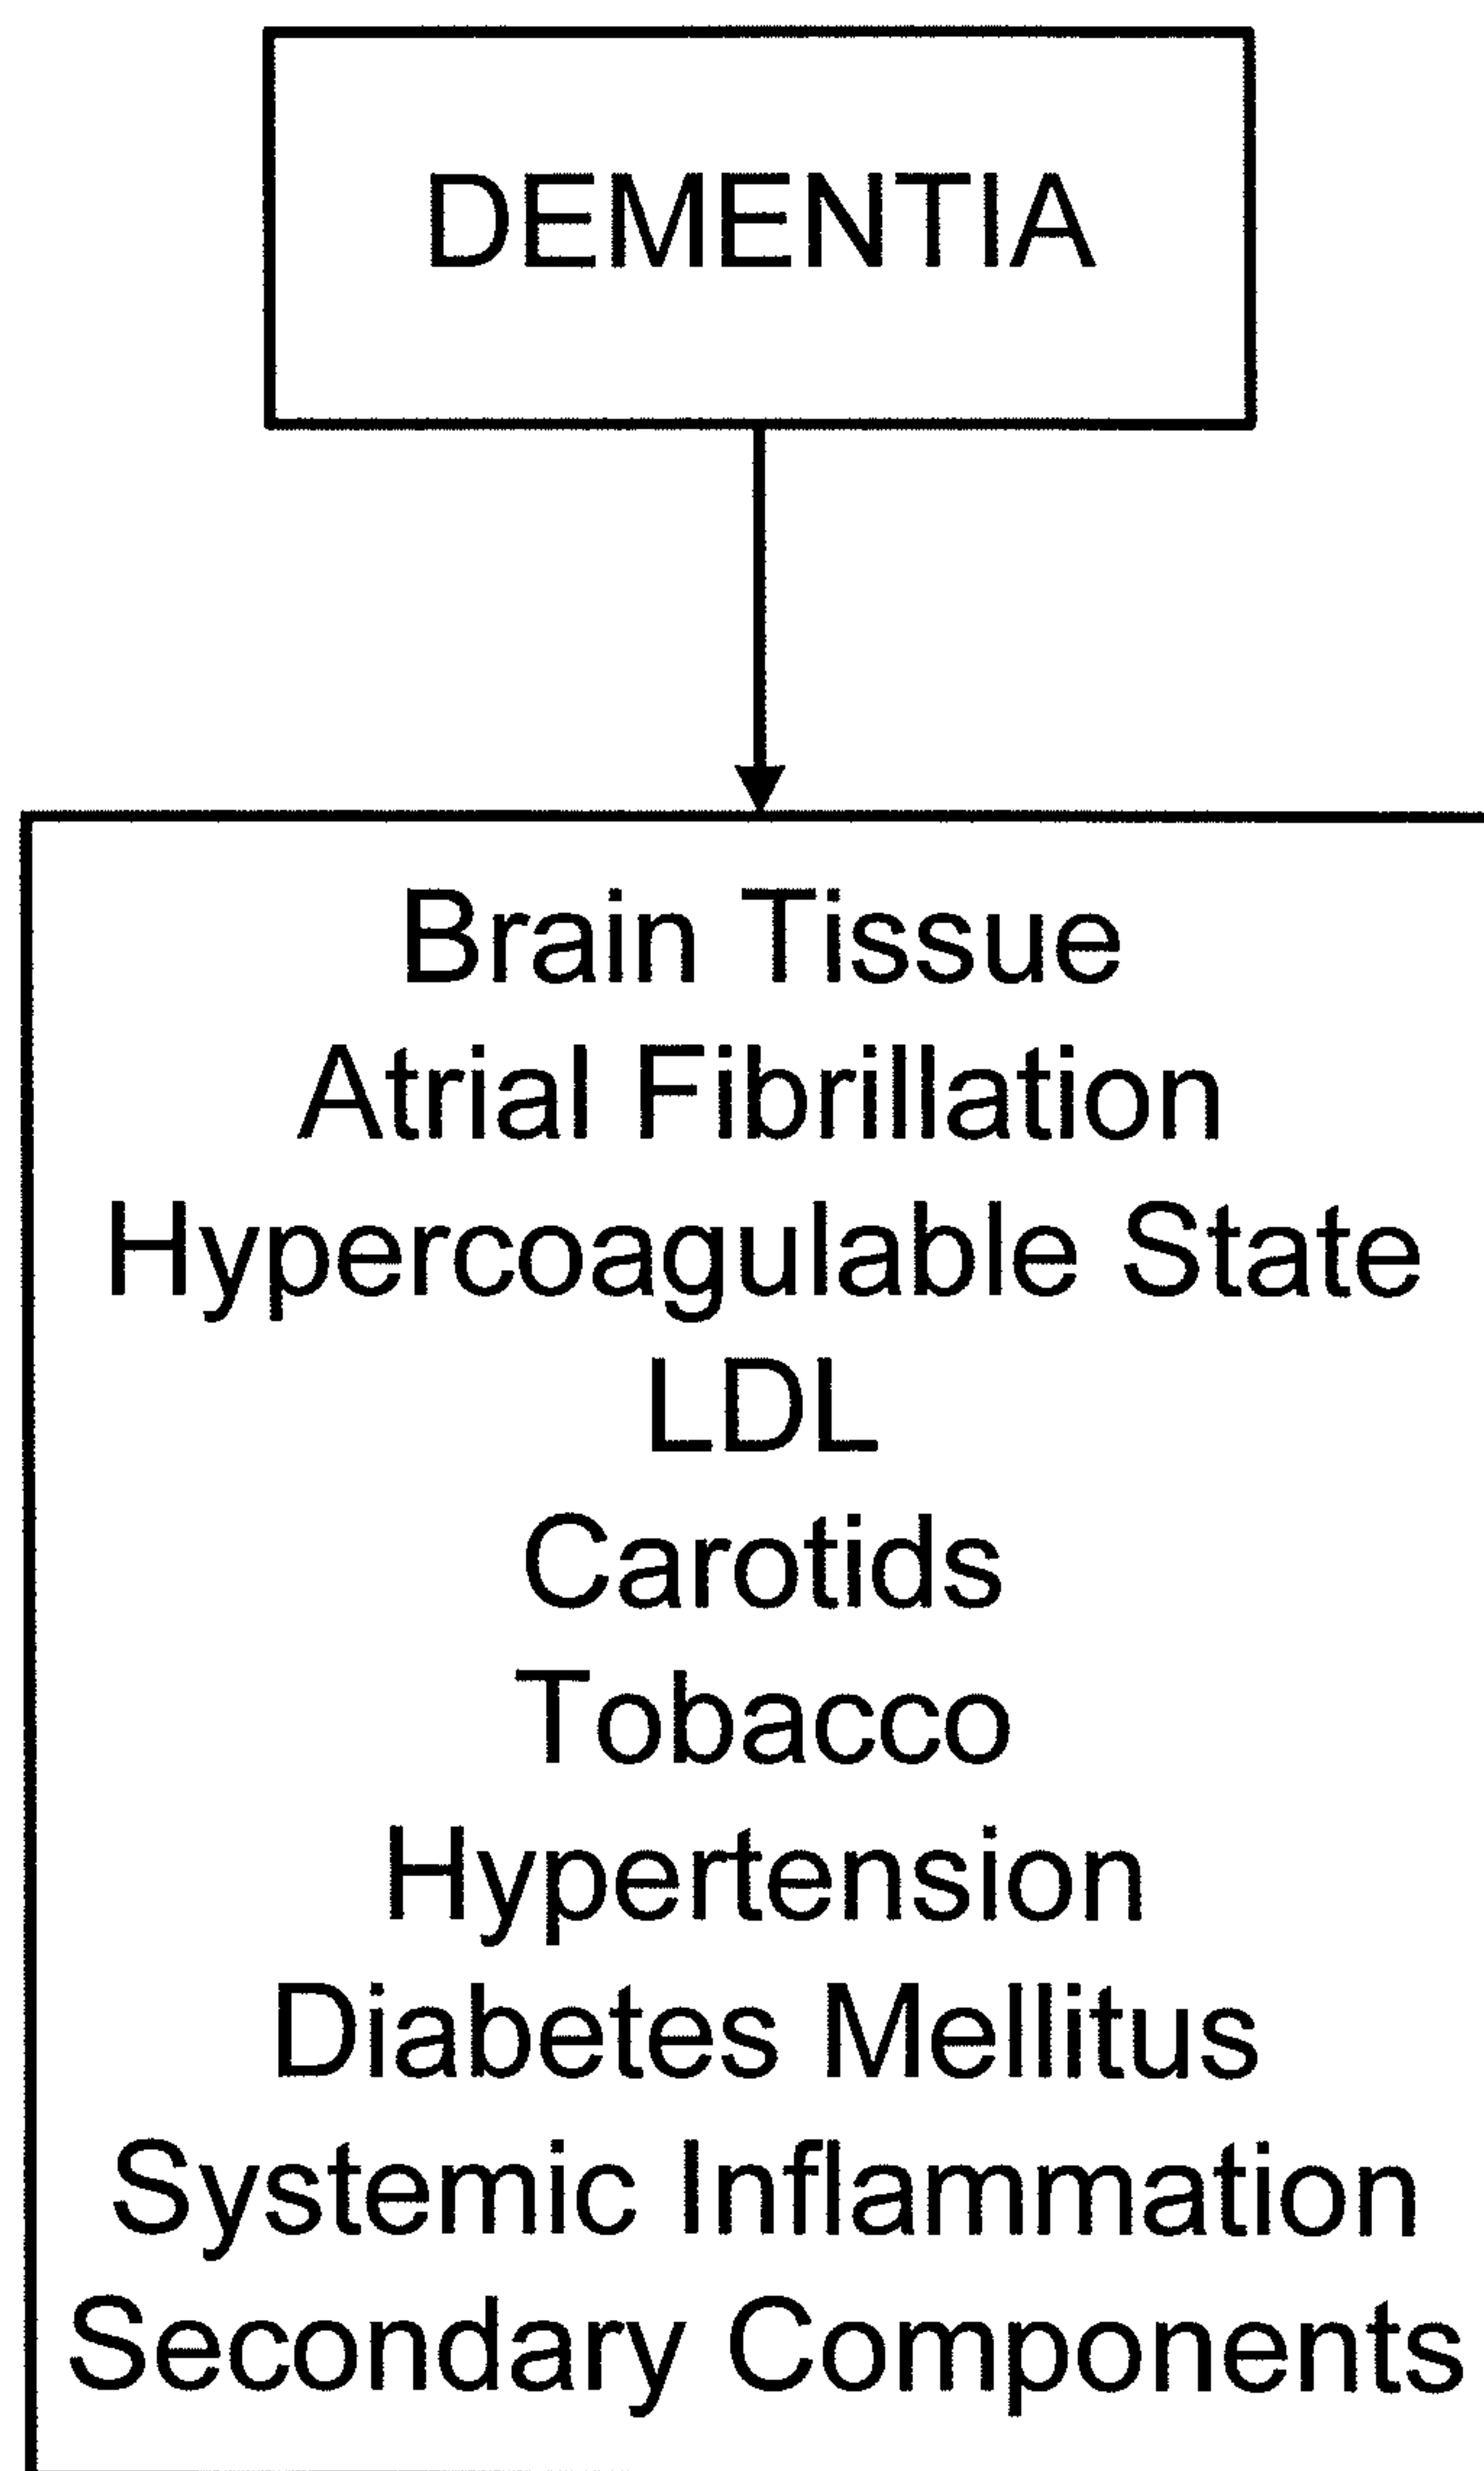 DEMENTIA
Brain Tissue
Atrial Fibrillation
Hypercoagulable State
LDL
Carotids
Tobacco
Hypertension
Diabetes Mellitus
Systemic Inflammation
Secondary Components